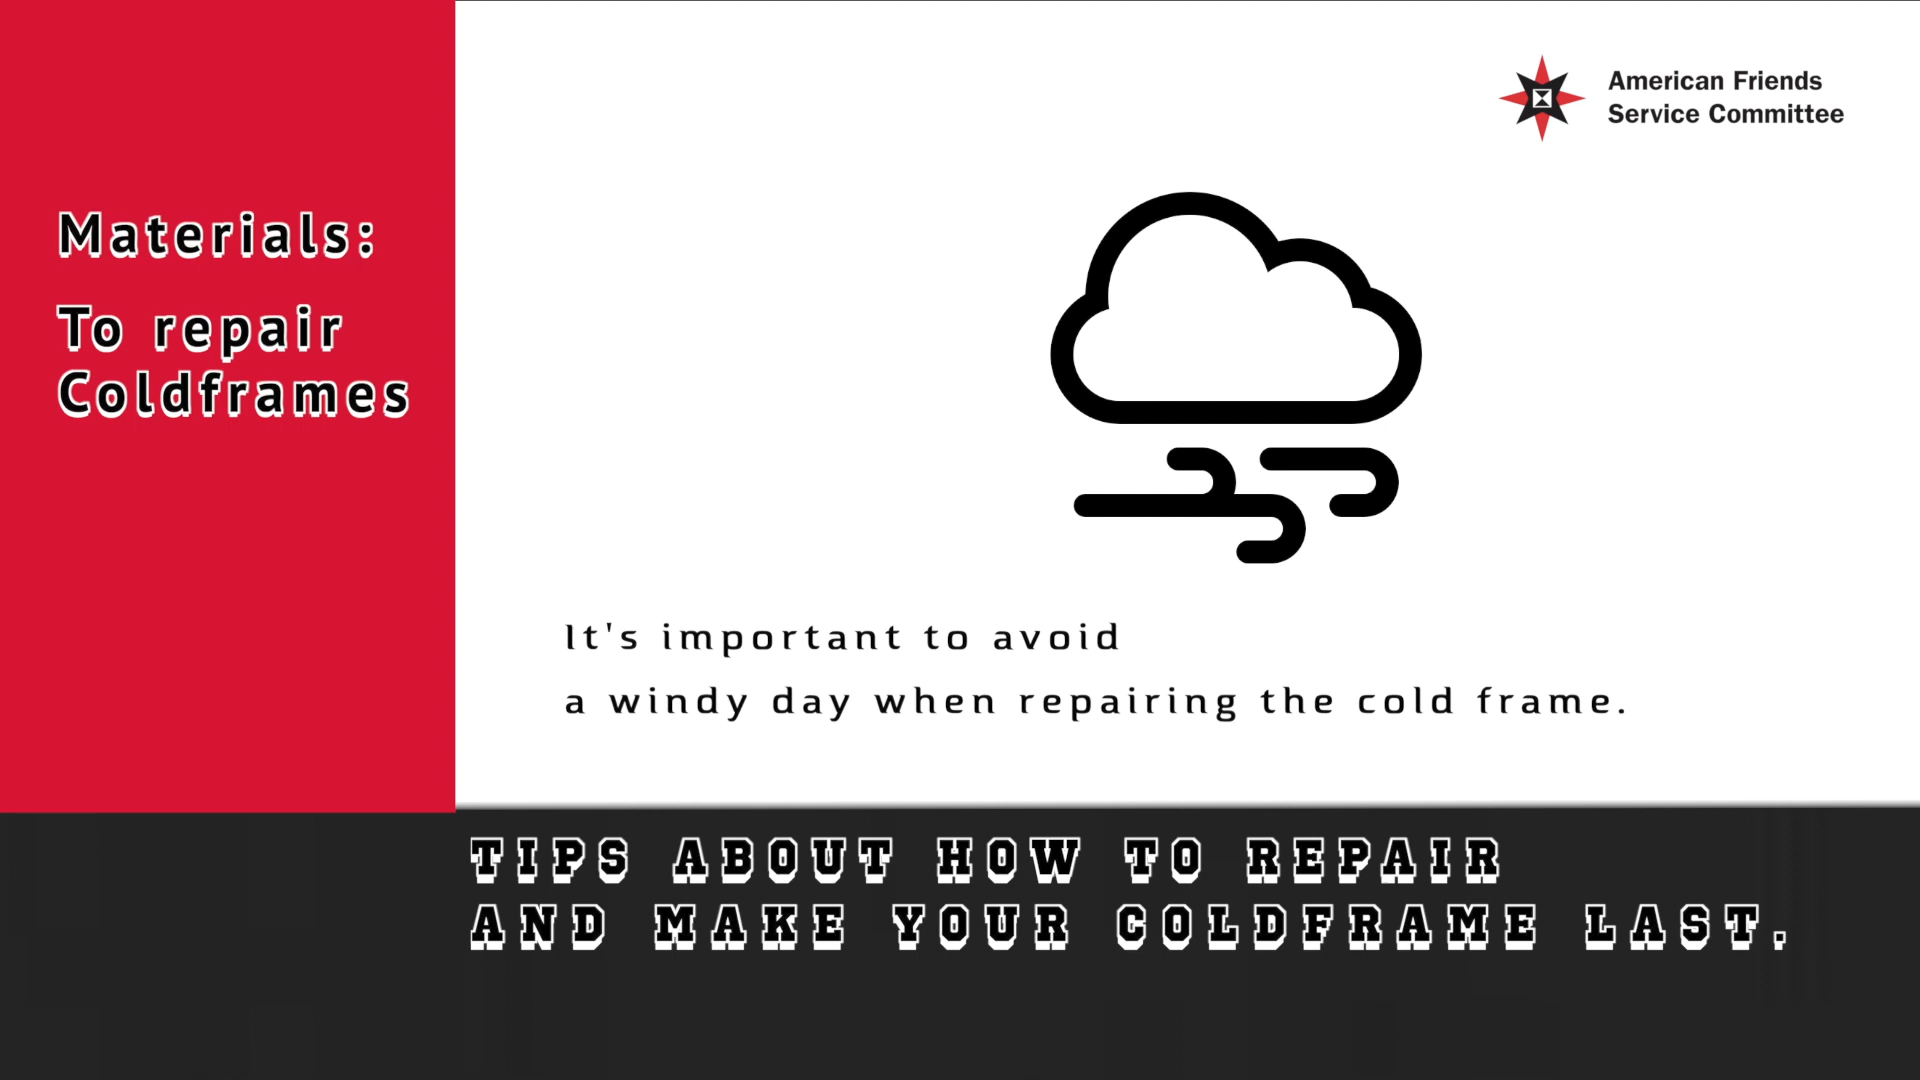 American Friends
Service Committee
Materials:
To repair
Coldframes
It's important to avoid
a windy day when repairing the cold frame.
TIPS ABOUT HOW TO REPAIR
AND MAKE YOUR COLDFRAME LAST.